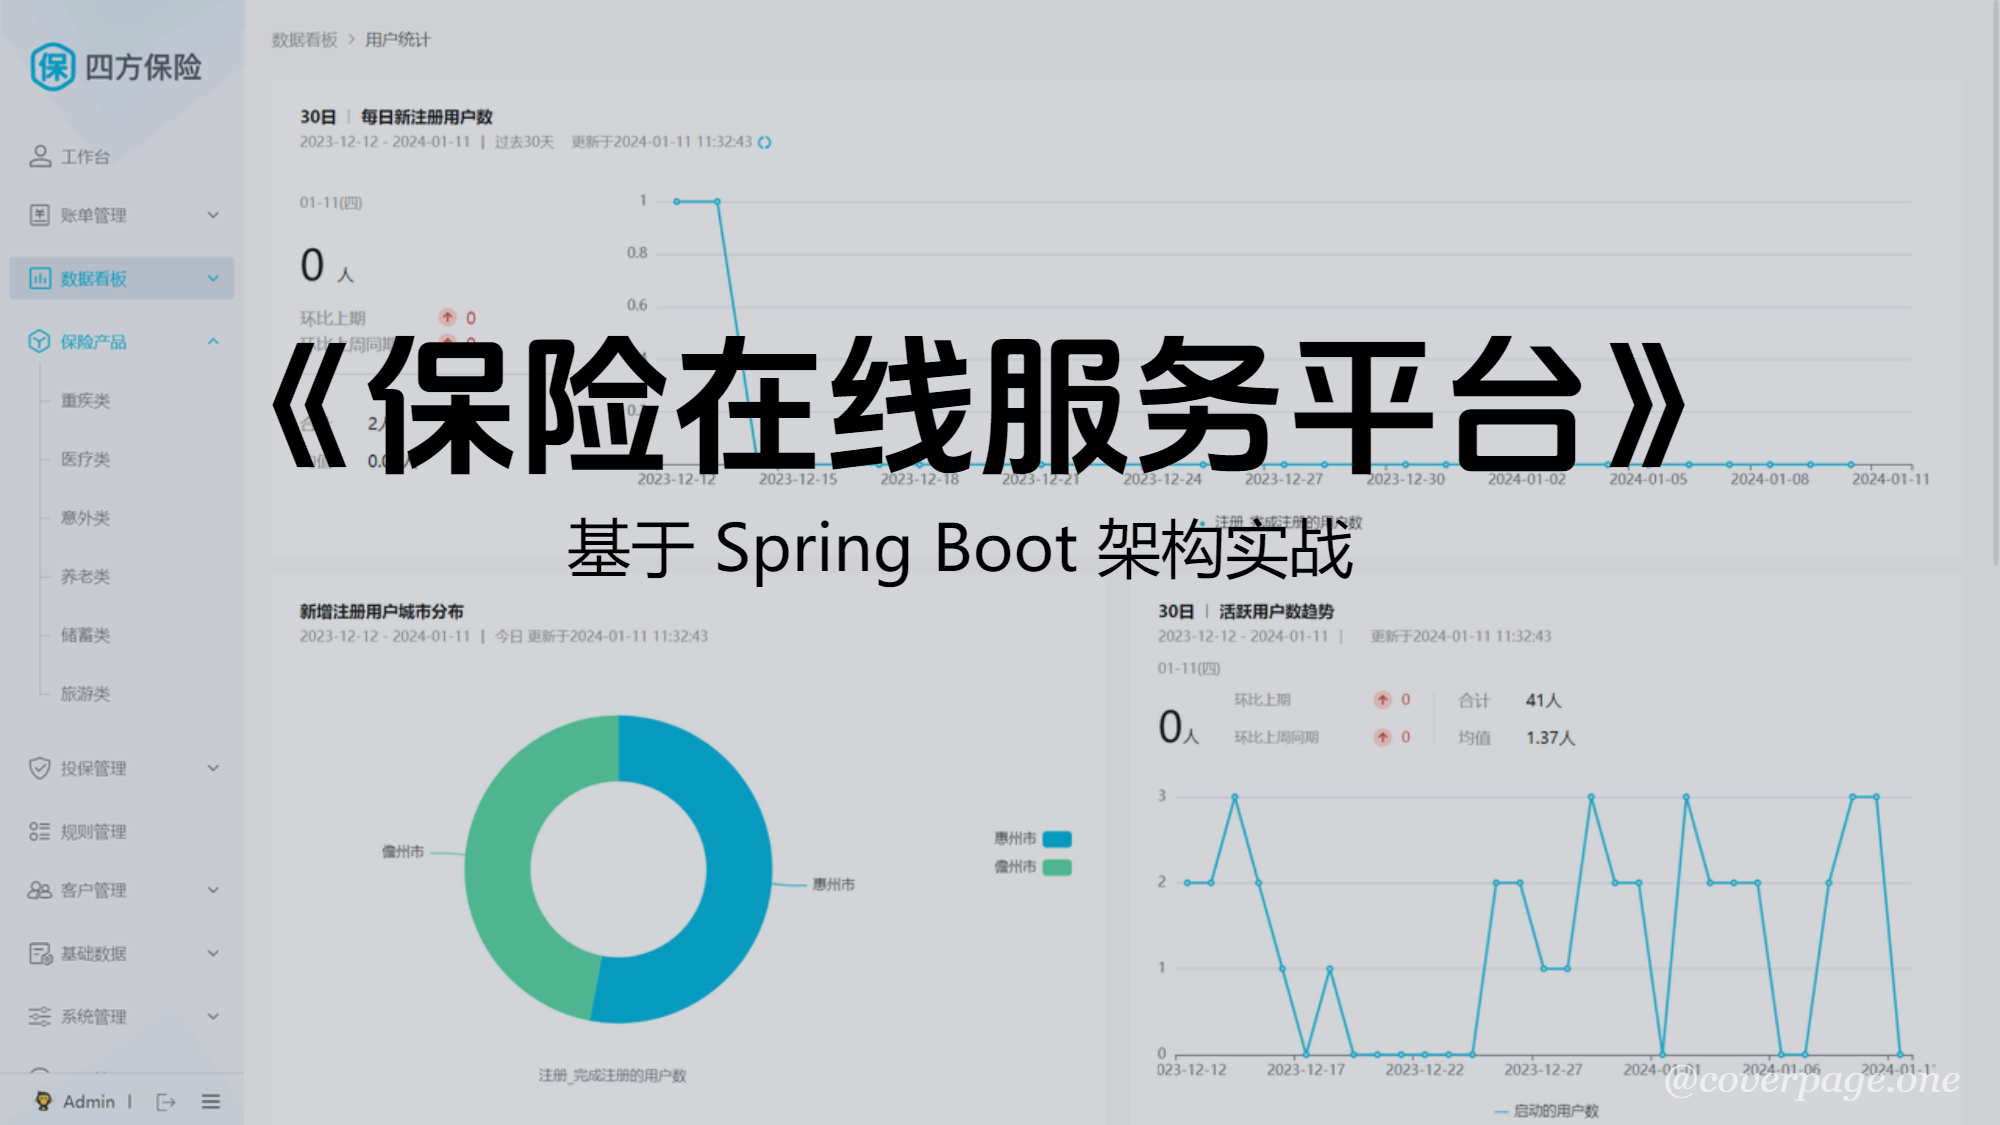 四方保险
工作台
账单管理
数据看板
保险产品
重疾类
医疗类
意外类
养老类
储蓄类
旅游类
投保管理
规则管理
客户管理
基础数据
系统管理
Admin
数据看板 > 用户统计
30日 | 每日新注册用户数
2023-12-12 - 2024-01-11 | 过去30天 更新于2024-01-11 11:32:43
01-11(四)
0 人
环比上期 0
环比上周同期
1
0.8
0.6
《保险在线服务平台》
2023-12-12 2023-12-15 2023-12-18 2023-12-21 2023-12-24 2023-12-27 2023-12-30 2024-01-02 2024-01-05 2024-01-08 2024-01-11
注册_完成注册的用户数
基于 Spring Boot 架构实战
新增注册用户城市分布
2023-12-12 - 2024-01-11 | 今日 更新于2024-01-11 11:32:43
儋州市
惠州市
惠州市
儋州市
注册_完成注册的用户数
30日 | 活跃用户数趋势
2023-12-12 - 2024-01-11 | 更新于2024-01-11 11:32:43
01-11(四)
0人
环比上期 0 合计 41人
环比上周同期 0 均值 1.37人
3
2
1
0
023-12-12 2023-12-17 2023-12-22 2023-12-27 2024-01-01 2024-01-06 2024-01-11
启动的用户数
@coverpage.one